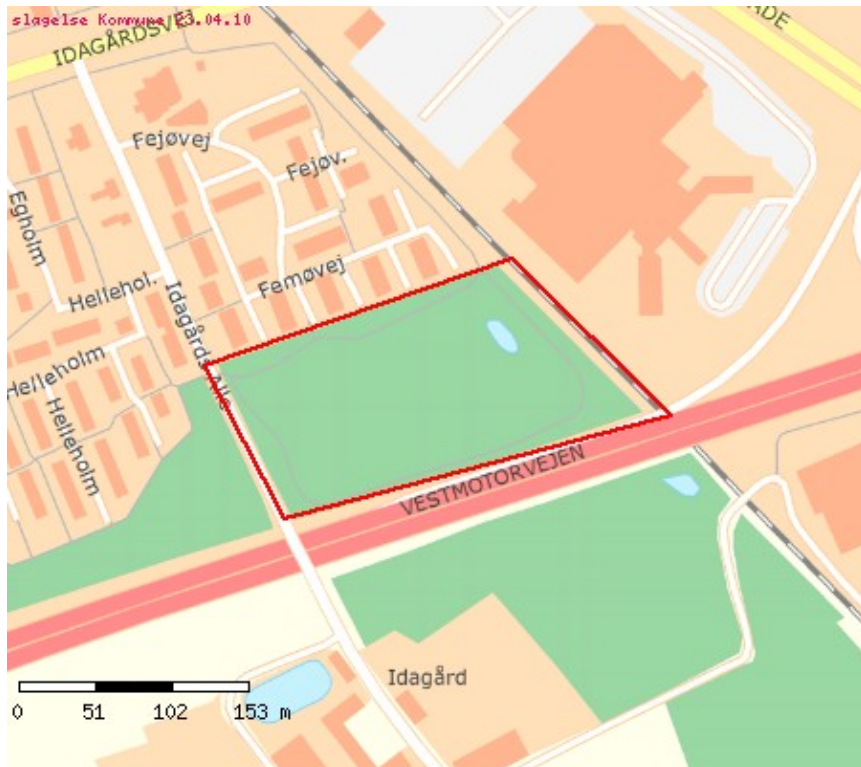 slagelse Kommune 23.04.10
IDAGÅRDSVEJ
ADE
Fejøvej
Fejøv.
Egholm
Hellehol.
Idagårds Alle
Femøvej
Helleholm
Helleholm
VESTMOTORVEJEN
Idagård
0 51 102 153 m